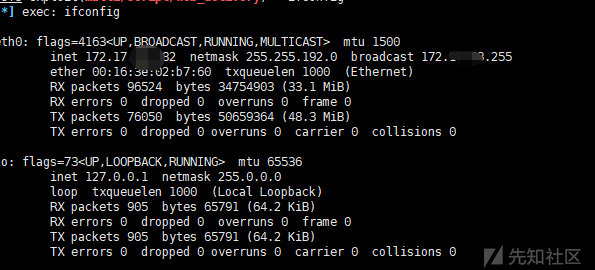 [*] exec: ifconfig
eth0: flags=4163<UP,BROADCAST,RUNNING,MULTICAST>  mtu 1500
inet 172.17 32  netmask 255.255.192.0  broadcast 172. .255
ether 00:16:3e:02:b7:60  txqueuelen 1000  (Ethernet)
RX packets 96524  bytes 34754903 (33.1 MiB)
RX errors 0  dropped 0  overruns 0  frame 0
TX packets 76050  bytes 50659364 (48.3 MiB)
TX errors 0  dropped 0 overruns 0  carrier 0  collisions 0
o: flags=73<UP,LOOPBACK,RUNNING>  mtu 65536
inet 127.0.0.1  netmask 255.0.0.0
loop  txqueuelen 1000  (Local Loopback)
RX packets 905  bytes 65791 (64.2 KiB)
RX errors 0  dropped 0  overruns 0  frame 0
TX packets 905  bytes 65791 (64.2 KiB)
TX errors 0  dropped 0 overruns 0  carrier 0  collisions 0
先知社区